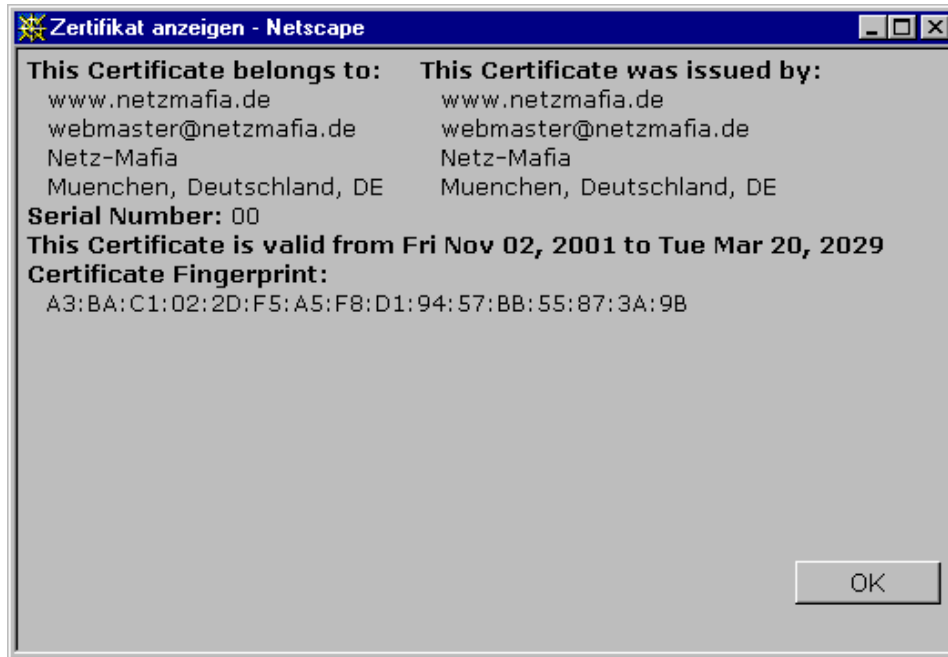 Zertifikat anzeigen - Netscape
This Certificate belongs to: This Certificate was issued by:
www.netzmafia.de www.netzmafia.de
webmaster@netzmafia.de webmaster@netzmafia.de
Netz-Mafia Netz-Mafia
Muenchen, Deutschland, DE Muenchen, Deutschland, DE
Serial Number: 00
This Certificate is valid from Fri Nov 02, 2001 to Tue Mar 20, 2029
Certificate Fingerprint:
A3:BA:C1:02:2D:F5:A5:F8:D1:94:57:BB:55:87:3A:9B
OK